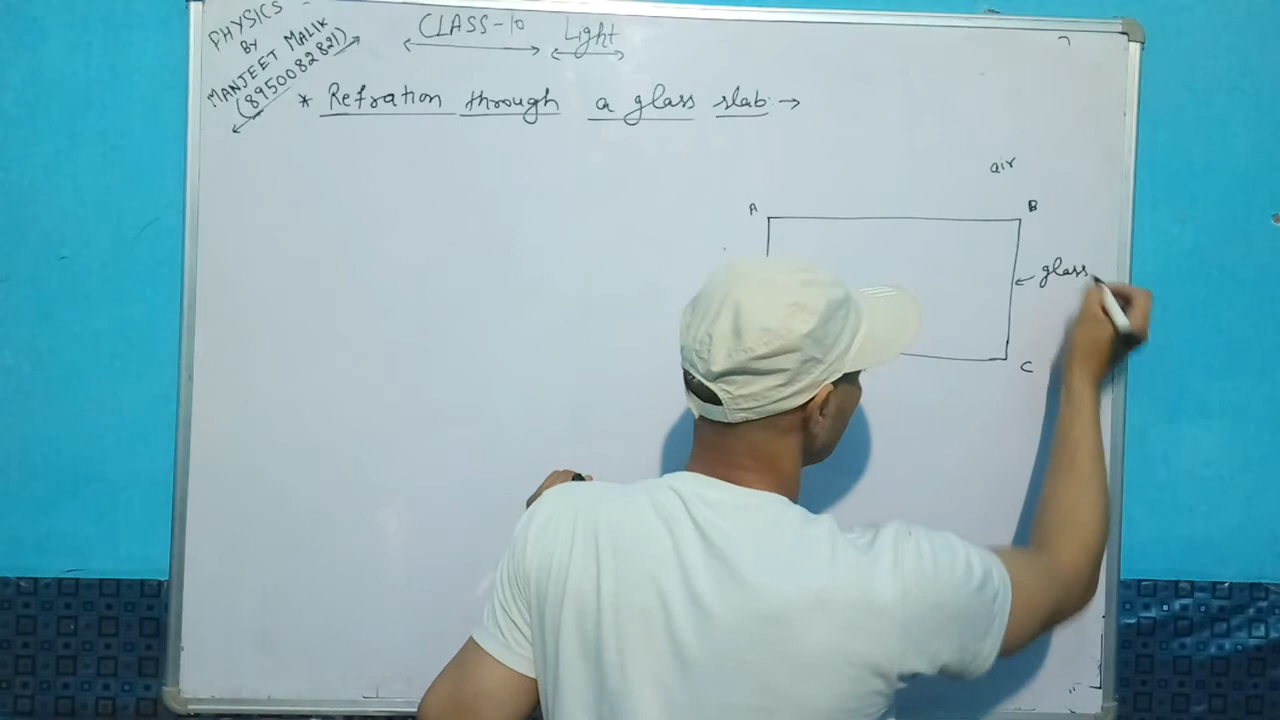 PHYSICS
BY
MANJEET MALIK
(8950082821)
CLASS-10 Light
* Refration through a glass slab: →
air
A B
← glass
C